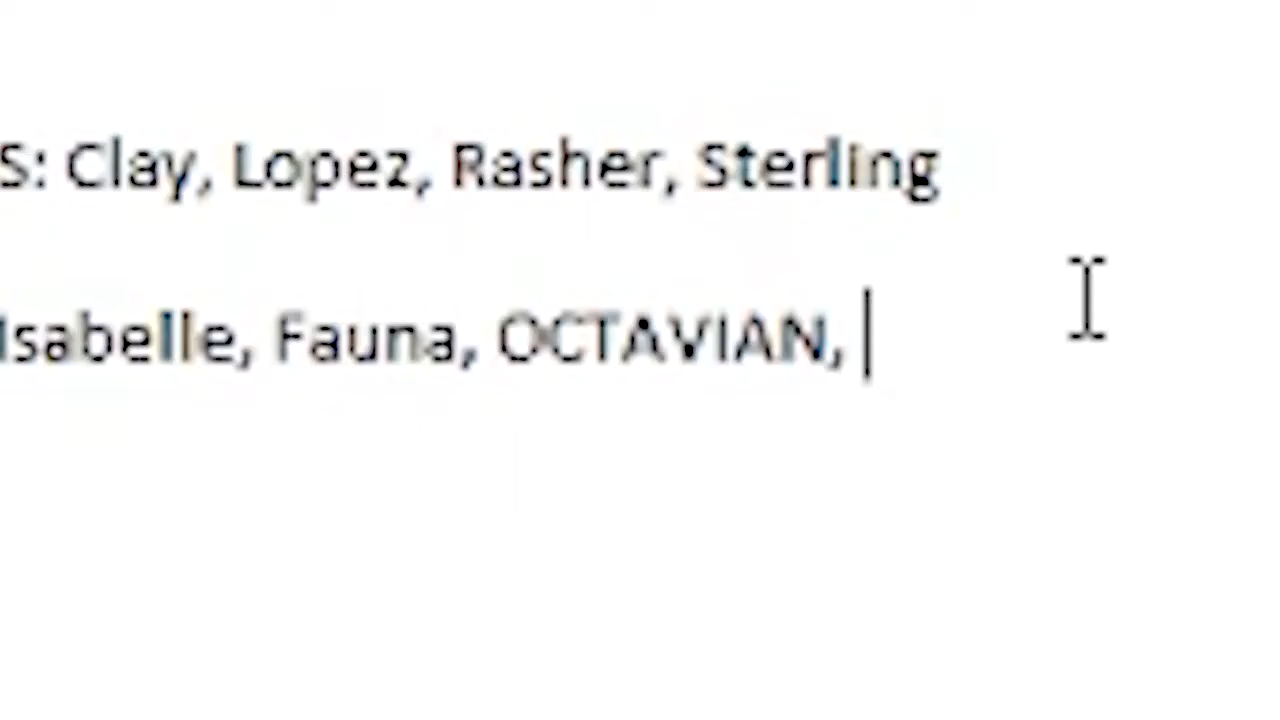 S: Clay, Lopez, Rasher, Sterling
Isabelle, Fauna, OCTAVIAN,